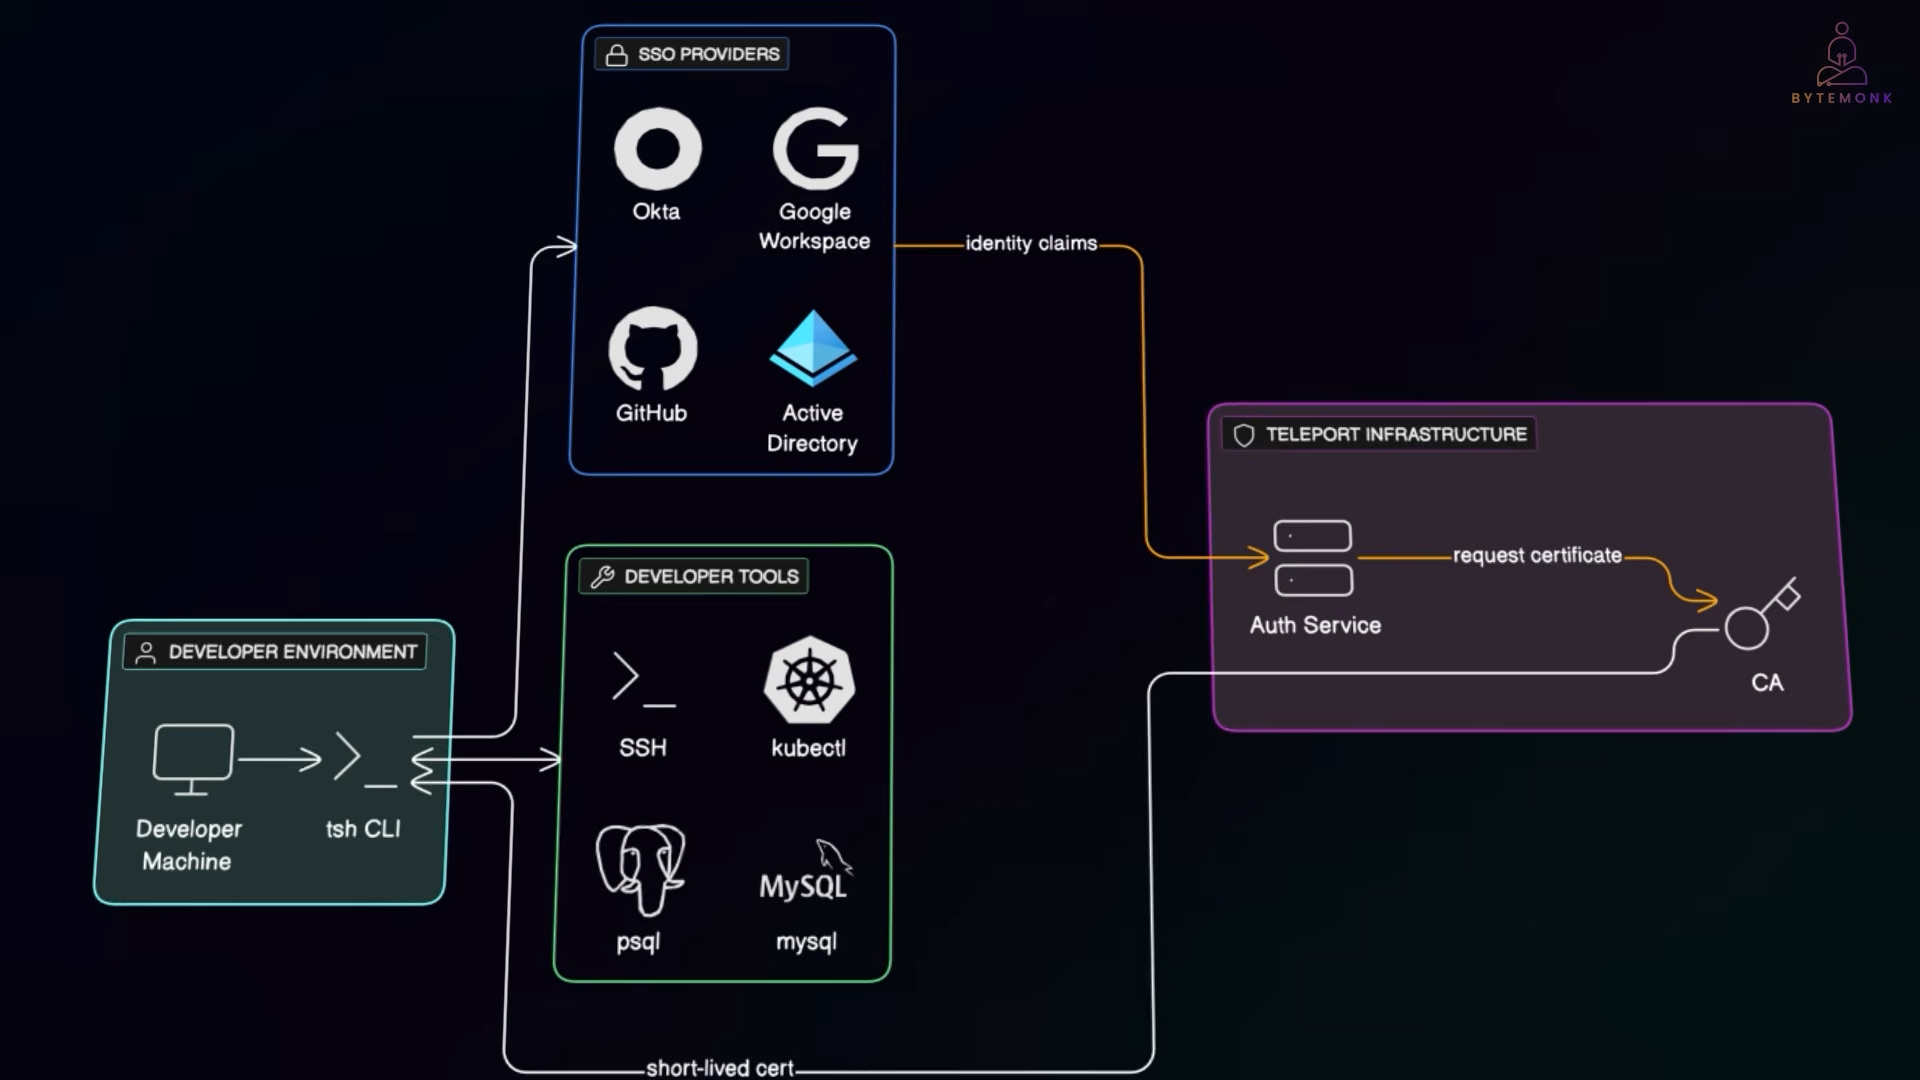 SSO PROVIDERS
BYTEMONK
Okta
Google
Workspace
identity claims
GitHub
Active
Directory
TELEPORT INFRASTRUCTURE
request certificate
Auth Service
CA
DEVELOPER TOOLS
SSH
kubectl
psql
MySQL
mysql
DEVELOPER ENVIRONMENT
Developer
Machine
tsh CLI
short-lived cert